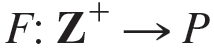 F: Z⁺ → P